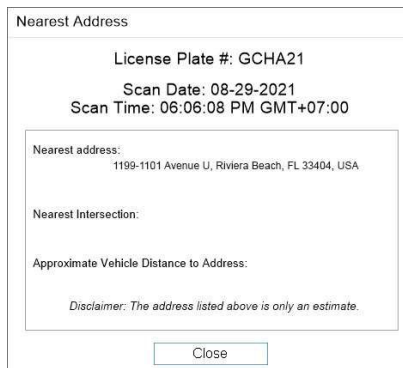 Nearest Address
License Plate #: GCHA21
Scan Date: 08-29-2021
Scan Time: 06:06:08 PM GMT+07:00
Nearest address:
1199-1101 Avenue U, Riviera Beach, FL 33404, USA
Nearest Intersection:
Approximate Vehicle Distance to Address:
Disclaimer: The address listed above is only an estimate.
Close